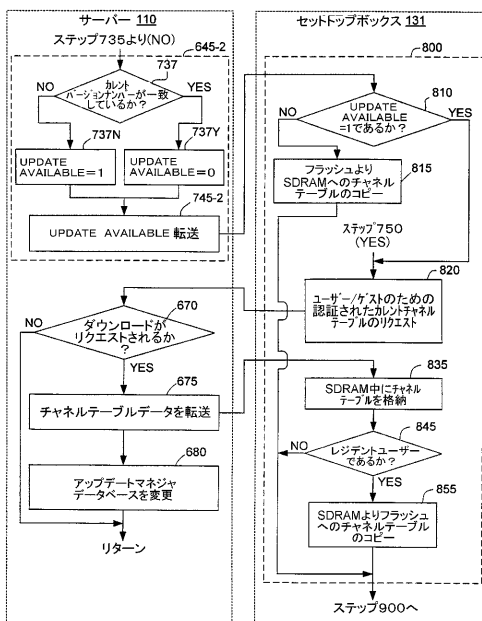 サーバー 110
ステップ735より(NO)
645-2
737
NO
カレント
バージョンナンバーが一致
しているか?
YES
737N
737Y
UPDATE
AVAILABLE=1
UPDATE
AVAILABLE=0
745-2
UPDATE AVAILABLE 転送
670
NO
ダウンロードが
リクエストされるか
?
YES
675
チャネルテーブルデータを転送
680
アップデートマネジャ
データベースを変更
リターン
セットトップボックス 131
800
810
NO
UPDATE
AVAILABLE
=1であるか?
YES
フラッシュより
SDRAMへのチャネル
テーブルのコピー
815
ステップ750
(YES)
820
ユーザー/ゲストのための
認証されたカレントチャネル
テーブルのリクエスト
835
SDRAM中にチャネル
テーブルを格納
845
NO
レジデントユーザー
であるか?
YES
855
SDRAMよりフラッシュ
へのチャネルテーブル
のコピー
ステップ900へ